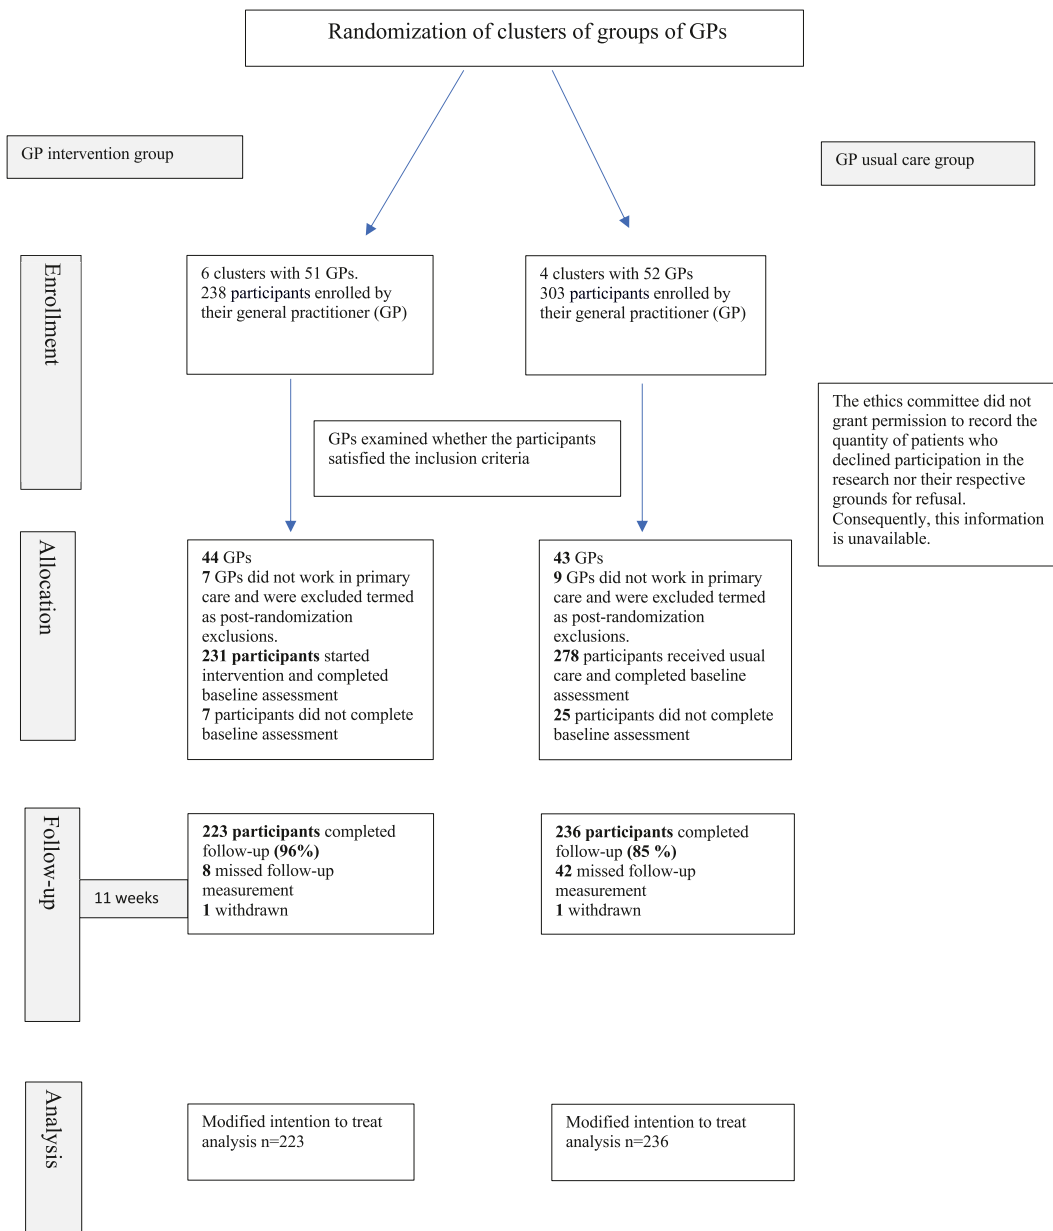 Randomization of clusters of groups of GPs
GP intervention group
GP usual care group
Enrollment
6 clusters with 51 GPs.
238 participants enrolled by
their general practitioner (GP)
4 clusters with 52 GPs
303 participants enrolled by
their general practitioner (GP)
GPs examined whether the participants
satisfied the inclusion criteria
The ethics committee did not
grant permission to record the
quantity of patients who
declined participation in the
research nor their respective
grounds for refusal.
Consequently, this information
is unavailable.
Allocation
44 GPs
7 GPs did not work in primary
care and were excluded termed
as post-randomization
exclusions.
231 participants started
intervention and completed
baseline assessment
7 participants did not complete
baseline assessment
43 GPs
9 GPs did not work in primary
care and were excluded termed
as post-randomization
exclusions.
278 participants received usual
care and completed baseline
assessment
25 participants did not complete
baseline assessment
Follow-up
11 weeks
223 participants completed
follow-up (96%)
8 missed follow-up
measurement
1 withdrawn
236 participants completed
follow-up (85 %)
42 missed follow-up
measurement
1 withdrawn
Analysis
Modified intention to treat
analysis n=223
Modified intention to treat
analysis n=236